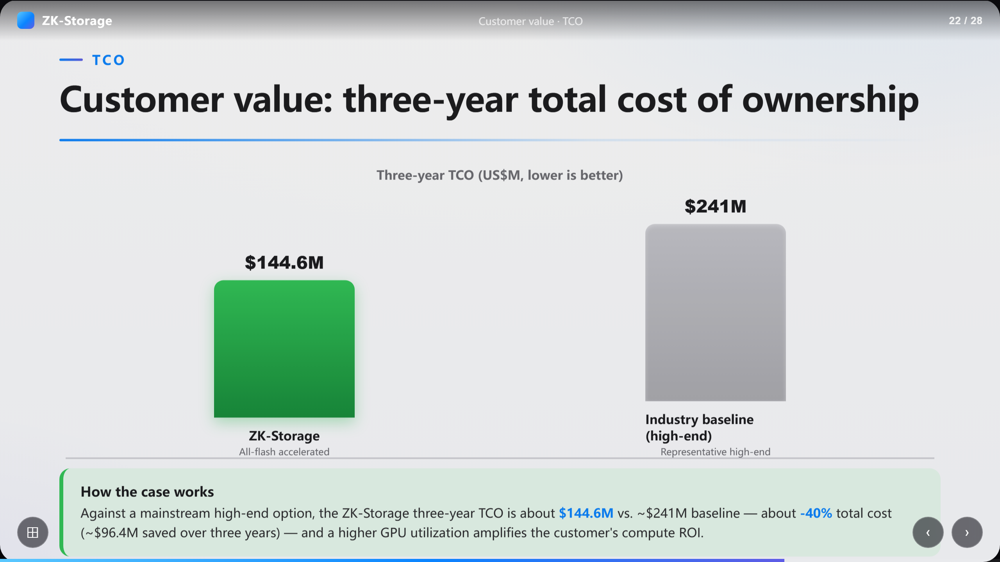 ZK-Storage
Customer value · TCO
22 / 28
TCO
Customer value: three-year total cost of ownership
Three-year TCO (US$M, lower is better)
$144.6M
$241M
ZK-Storage
All-flash accelerated
Industry baseline
(high-end)
Representative high-end
How the case works
Against a mainstream high-end option, the ZK-Storage three-year TCO is about $144.6M vs. ~$241M baseline — about -40% total cost
(~$96.4M saved over three years) — and a higher GPU utilization amplifies the customer's compute ROI.